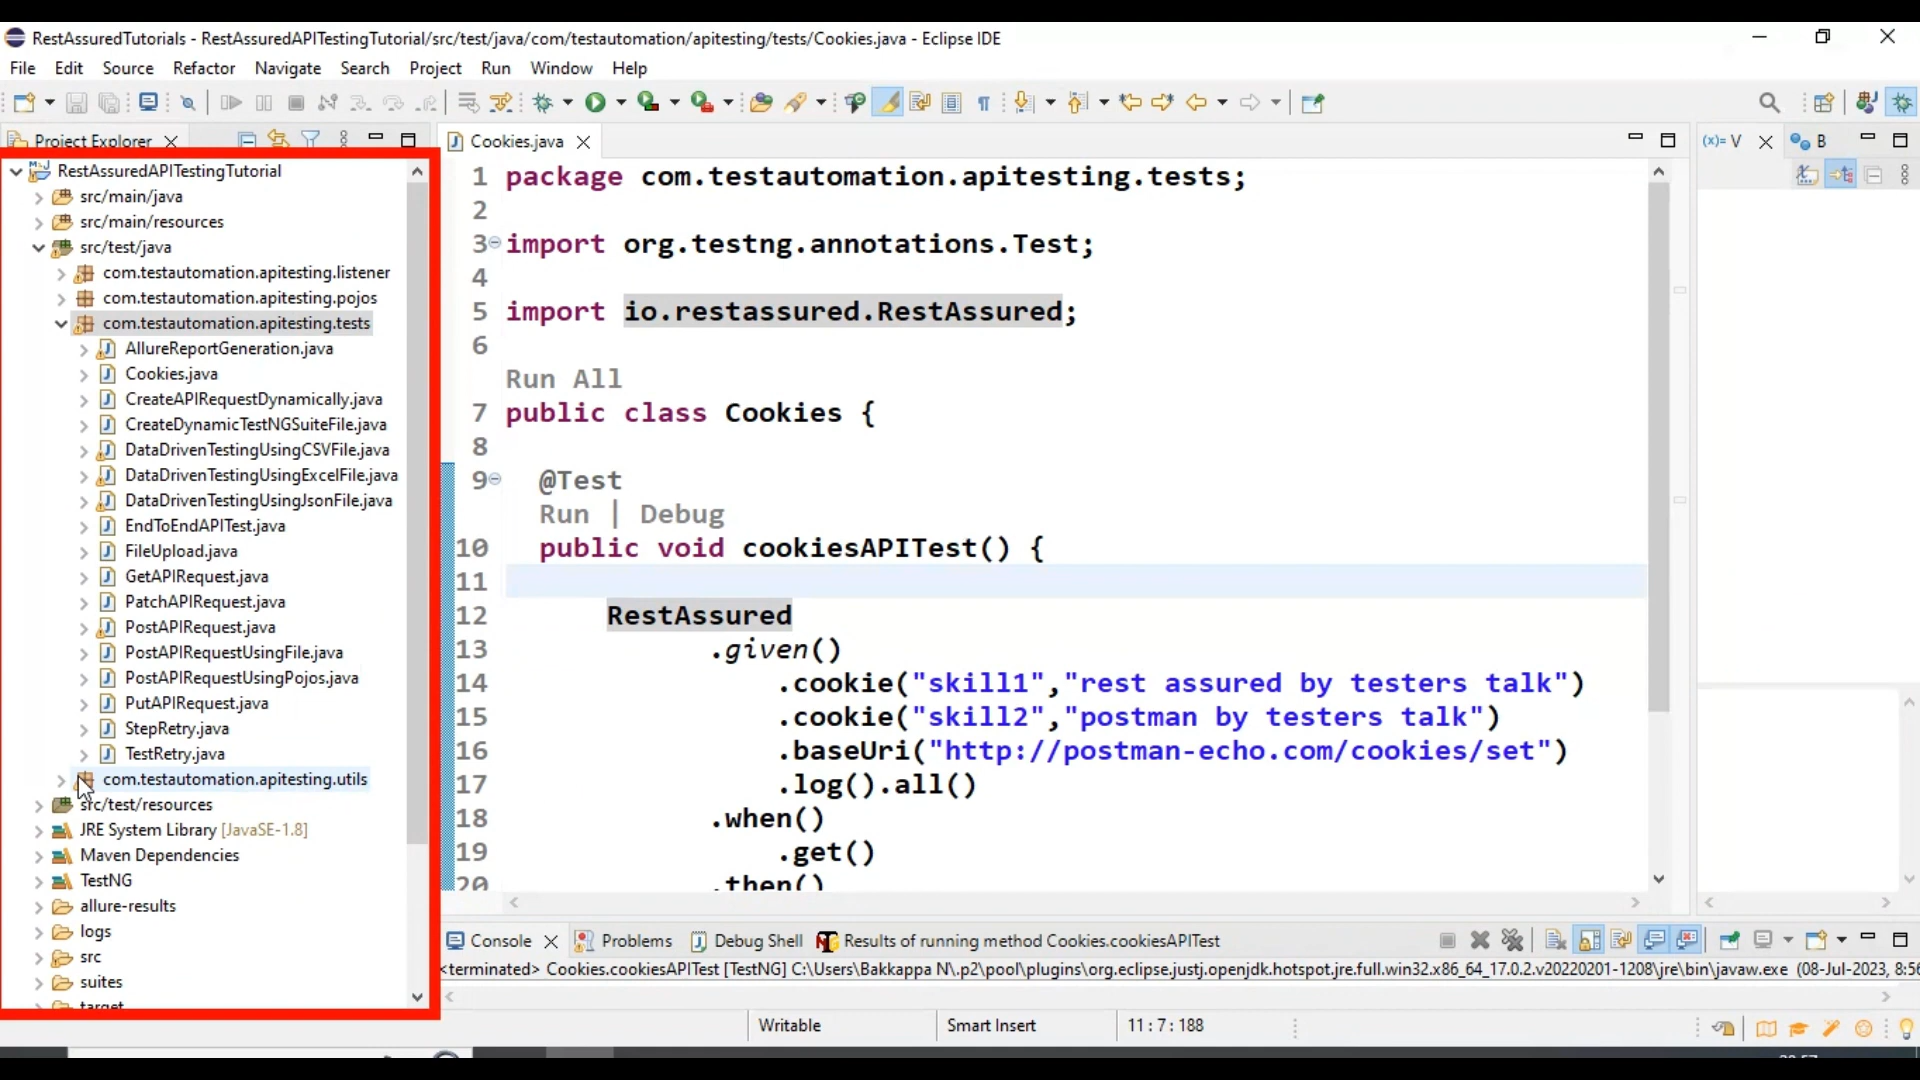 RestAssuredTutorials - RestAssuredAPITestingTutorial/src/test/java/com/testautomation/apitesting/tests/Cookies.java - Eclipse IDE
File Edit Source Refactor Navigate Search Project Run Window Help
Project Explorer
RestAssuredAPITestingTutorial
src/main/java
src/main/resources
src/test/java
com.testautomation.apitesting.listener
com.testautomation.apitesting.pojos
com.testautomation.apitesting.tests
AllureReportGeneration.java
Cookies.java
CreateAPIRequestDynamically.java
CreateDynamicTestNGSuiteFile.java
DataDrivenTestingUsingCSVFile.java
DataDrivenTestingUsingExcelFile.java
DataDrivenTestingUsingJsonFile.java
EndToEndAPITest.java
FileUpload.java
GetAPIRequest.java
PatchAPIRequest.java
PostAPIRequest.java
PostAPIRequestUsingFile.java
PostAPIRequestUsingPojos.java
PutAPIRequest.java
StepRetry.java
TestRetry.java
com.testautomation.apitesting.utils
src/test/resources
JRE System Library [JavaSE-1.8]
Maven Dependencies
TestNG
allure-results
logs
src
suites
target
Cookies.java
1 package com.testautomation.apitesting.tests;
2
3 import org.testng.annotations.Test;
4
5 import io.restassured.RestAssured;
6
Run All
7 public class Cookies {
8
9 @Test
Run | Debug
10 public void cookiesAPITest() {
11
12 RestAssured
13 .given()
14 .cookie("skill1","rest assured by testers talk")
15 .cookie("skill2","postman by testers talk")
16 .baseUri("http://postman-echo.com/cookies/set")
17 .log().all()
18 .when()
19 .get()
20 .then()
(x)= V
B
Console Problems Debug Shell Results of running method Cookies.cookiesAPITest
<terminated> Cookies.cookiesAPITest [TestNG] C:\Users\Bakkappa N\.p2\pool\plugins\org.eclipse.justj.openjdk.hotspot.jre.full.win32.x86_64_17.0.2.v20220201-1208\jre\bin\javaw.exe (08-Jul-2023, 8:56
Writable Smart Insert 11 : 7 : 188